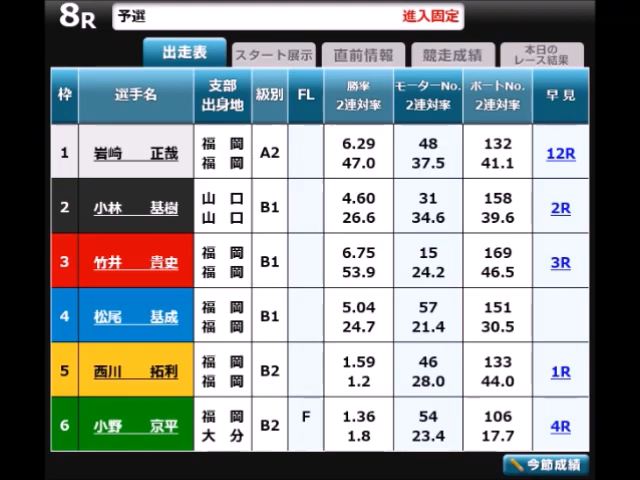 8R 予選 進入固定
出走表 スタート展示 直前情報 競走成績 本日の
レース結果
枠 選手名 支部
出身地 級別 FL 勝率
2連対率 モーターNo.
2連対率 ボートNo.
2連対率 早見
1 岩崎 正哉 福岡
福岡 A2 6.29
47.0 48
37.5 132
41.1 12R
2 小林 基樹 山口
山口 B1 4.60
26.6 31
34.6 158
39.6 2R
3 竹井 貴史 福岡
福岡 B1 6.75
53.9 15
24.2 169
46.5 3R
4 松尾 基成 福岡
福岡 B1 5.04
24.7 57
21.4 151
30.5
5 西川 拓利 福岡
福岡 B2 1.59
1.2 46
28.0 133
44.0 1R
6 小野 京平 福岡
大分 B2 F 1.36
1.8 54
23.4 106
17.7 4R
今節成績